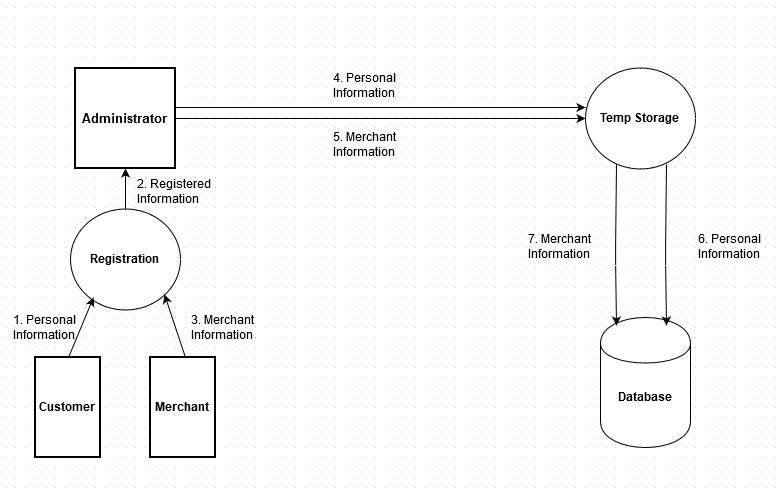 4. Personal
Information
Administrator
Temp Storage
5. Merchant
Information
2. Registered
Information
7. Merchant
Information
6. Personal
Information
Registration
1. Personal
Information
3. Merchant
Information
Customer
Merchant
Database